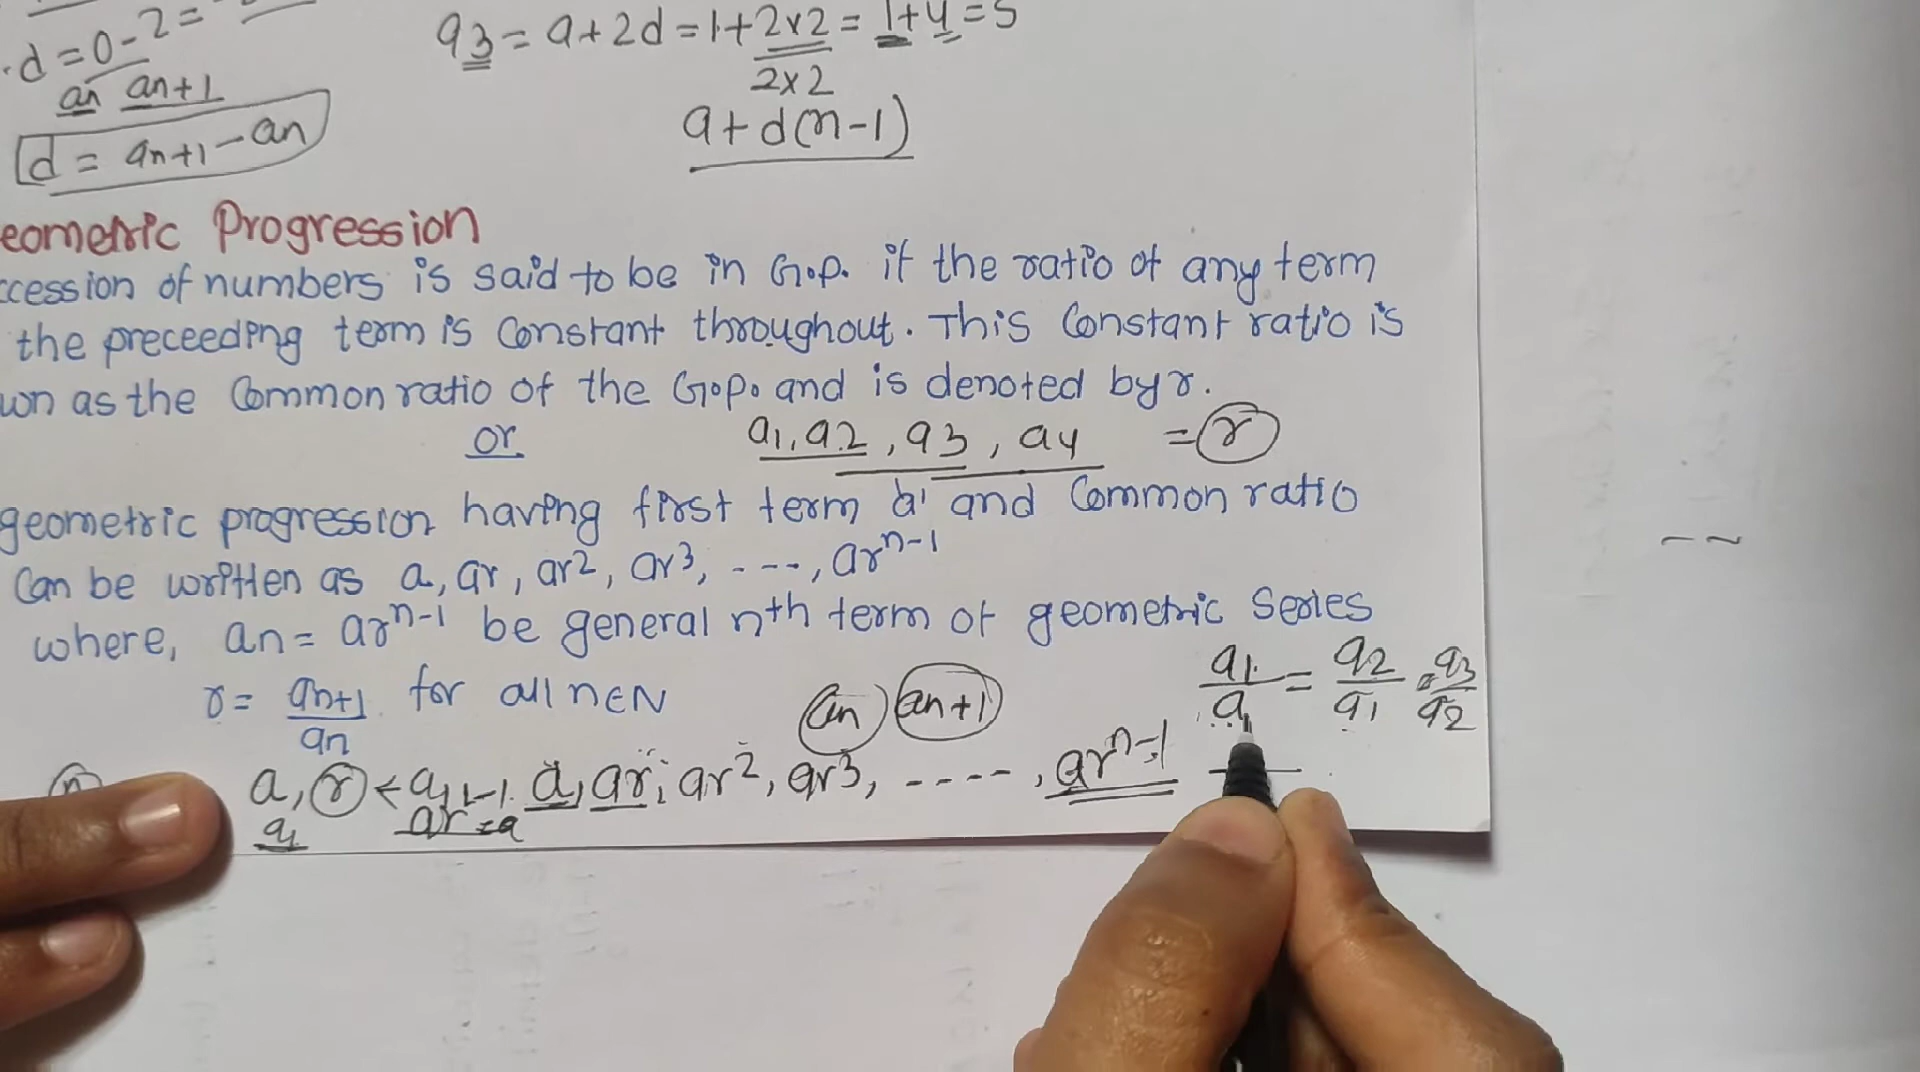 d=0-2=
an an+1
d = an+1-an
a3 = a+2d = 1+2×2 = 1+4 = 5
2×2
a+d(n-1)
eometric Progression
ccession of numbers is said to be in G.P. if the ratio of any term
the preceeding term is Constant throughout. This Constant ratio is
wn as the Common ratio of the G.P. and is denoted by r.
or
a1, a2, a3, a4 = r
geometric progression having first term a' and Common ratio
Can be written as a, ar, ar2, ar3, ----, ar^n-1
where, an = ar^n-1 be general nth term of geometric Series
r = an+1/an for all n∈N
an an+1
a1/a = a2/a1 = a3/a2
a, r a, ar, ar2, ar3, -----, ar^n-1
a1